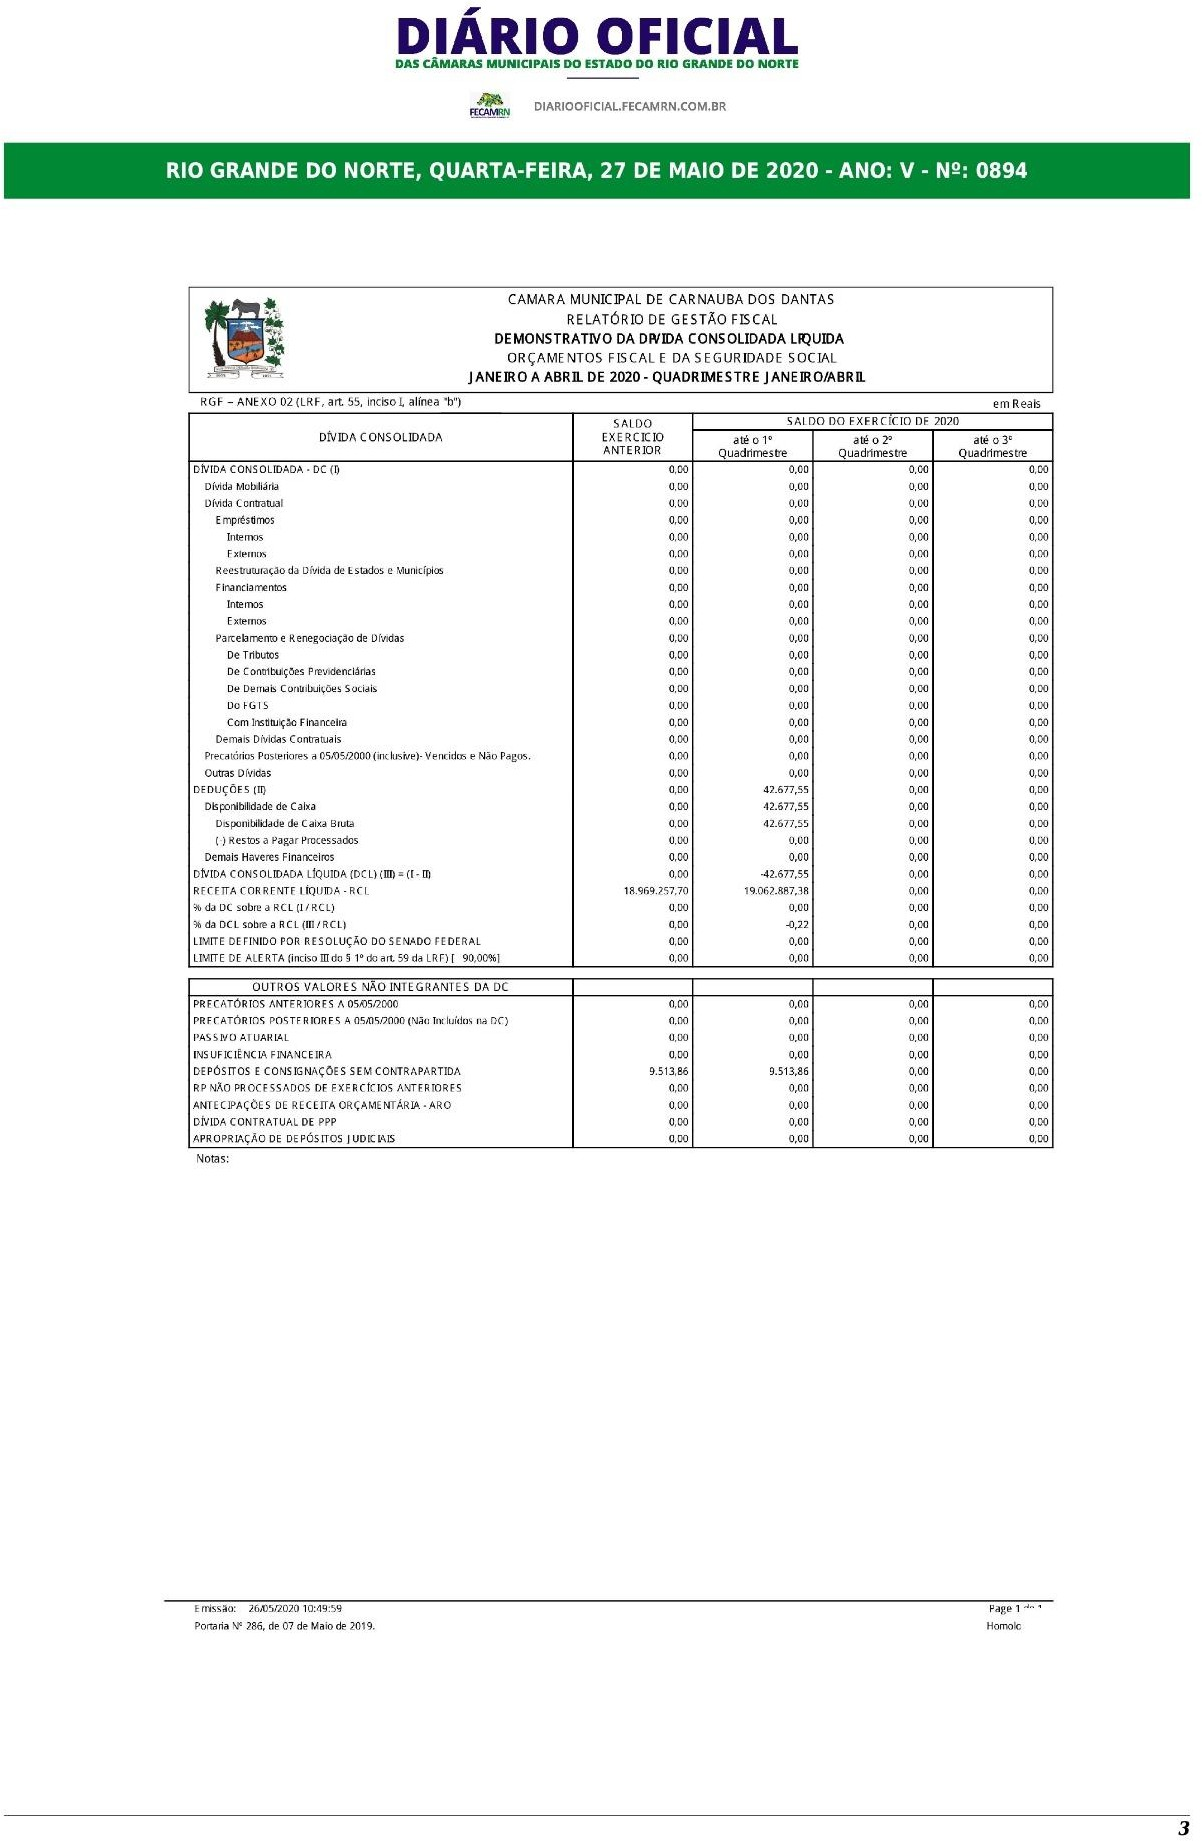 DIÁRIO OFICIAL
DAS CÂMARAS MUNICIPAIS DO ESTADO DO RIO GRANDE DO NORTE
FECAMRN DIARIOOFICIAL.FECAMRN.COM.BR
RIO GRANDE DO NORTE, QUARTA-FEIRA, 27 DE MAIO DE 2020 - ANO: V - Nº: 0894
CAMARA MUNICIPAL DE CARNAUBA DOS DANTAS
RELATÓRIO DE GESTÃO FISCAL
DEMONSTRATIVO DA DÍVIDA CONSOLIDADA LÍQUIDA
ORÇAMENTOS FISCAL E DA SEGURIDADE SOCIAL
JANEIRO A ABRIL DE 2020 - QUADRIMESTRE JANEIRO/ABRIL
RGF – ANEXO 02 (LRF, art. 55, inciso I, alínea "b") em Reais
DÍVIDA CONSOLIDADA SALDO EXERCICIO ANTERIOR SALDO DO EXERCÍCIO DE 2020
até o 1º Quadrimestre até o 2º Quadrimestre até o 3º Quadrimestre
DÍVIDA CONSOLIDADA - DC (I) 0,00 0,00 0,00 0,00
Dívida Mobiliária 0,00 0,00 0,00 0,00
Dívida Contratual 0,00 0,00 0,00 0,00
Empréstimos 0,00 0,00 0,00 0,00
Internos 0,00 0,00 0,00 0,00
Externos 0,00 0,00 0,00 0,00
Reestruturação da Dívida de Estados e Municípios 0,00 0,00 0,00 0,00
Financiamentos 0,00 0,00 0,00 0,00
Internos 0,00 0,00 0,00 0,00
Externos 0,00 0,00 0,00 0,00
Parcelamento e Renegociação de Dívidas 0,00 0,00 0,00 0,00
De Tributos 0,00 0,00 0,00 0,00
De Contribuições Previdenciárias 0,00 0,00 0,00 0,00
De Demais Contribuições Sociais 0,00 0,00 0,00 0,00
Do FGTS 0,00 0,00 0,00 0,00
Com Instituição Financeira 0,00 0,00 0,00 0,00
Demais Dívidas Contratuais 0,00 0,00 0,00 0,00
Precatórios Posteriores a 05/05/2000 (inclusive)- Vencidos e Não Pagos. 0,00 0,00 0,00 0,00
Outras Dívidas 0,00 0,00 0,00 0,00
DEDUÇÕES (II) 0,00 42.677,55 0,00 0,00
Disponibilidade de Caixa 0,00 42.677,55 0,00 0,00
Disponibilidade de Caixa Bruta 0,00 42.677,55 0,00 0,00
(-) Restos a Pagar Processados 0,00 0,00 0,00 0,00
Demais Haveres Financeiros 0,00 0,00 0,00 0,00
DÍVIDA CONSOLIDADA LÍQUIDA (DCL) (III) = (I - II) 0,00 -42.677,55 0,00 0,00
RECEITA CORRENTE LÍQUIDA - RCL 18.969.257,70 19.062.887,38 0,00 0,00
% da DC sobre a RCL (I / RCL) 0,00 0,00 0,00 0,00
% da DCL sobre a RCL (III / RCL) 0,00 -0,22 0,00 0,00
LIMITE DEFINIDO POR RESOLUÇÃO DO SENADO FEDERAL 0,00 0,00 0,00 0,00
LIMITE DE ALERTA (inciso III do § 1º do art. 59 da LRF) [ 90,00%] 0,00 0,00 0,00 0,00
OUTROS VALORES NÃO INTEGRANTES DA DC
PRECATÓRIOS ANTERIORES A 05/05/2000 0,00 0,00 0,00 0,00
PRECATÓRIOS POSTERIORES A 05/05/2000 (Não Incluídos na DC) 0,00 0,00 0,00 0,00
PASSIVO ATUARIAL 0,00 0,00 0,00 0,00
INSUFICIÊNCIA FINANCEIRA 0,00 0,00 0,00 0,00
DEPÓSITOS E CONSIGNAÇÕES SEM CONTRAPARTIDA 9.513,86 9.513,86 0,00 0,00
RP NÃO PROCESSADOS DE EXERCÍCIOS ANTERIORES 0,00 0,00 0,00 0,00
ANTECIPAÇÕES DE RECEITA ORÇAMENTÁRIA - ARO 0,00 0,00 0,00 0,00
DÍVIDA CONTRATUAL DE PPP 0,00 0,00 0,00 0,00
APROPRIAÇÃO DE DEPÓSITOS JUDICIAIS 0,00 0,00 0,00 0,00
Notas:
Emissão: 26/05/2020 10:49:59 Page 1
Portaria Nº 286, de 07 de Maio de 2019. Homolc
3